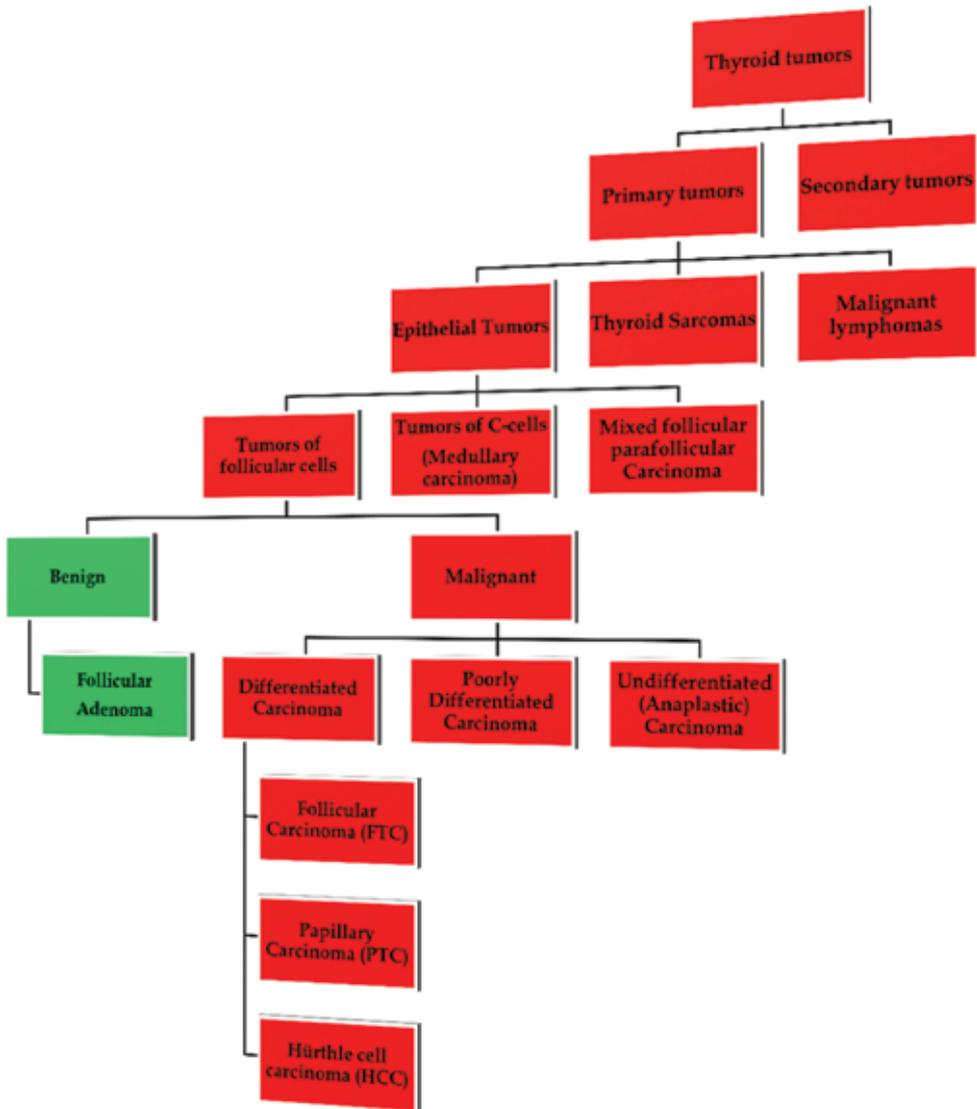 Thyroid tumors
Primary tumors
Secondary tumors
Epithelial Tumors
Thyroid Sarcomas
Malignant
lymphomas
Tumors of
follicular cells
Tumors of C-cells
(Medullary
carcinoma)
Mixed follicular
parafollicular
Carcinoma
Benign
Malignant
Follicular
Adenoma
Differentiated
Carcinoma
Poorly
Differentiated
Carcinoma
Undifferentiated
(Anaplastic)
Carcinoma
Follicular
Carcinoma (FTC)
Papillary
Carcinoma (PTC)
Hürthle cell
carcinoma (HCC)